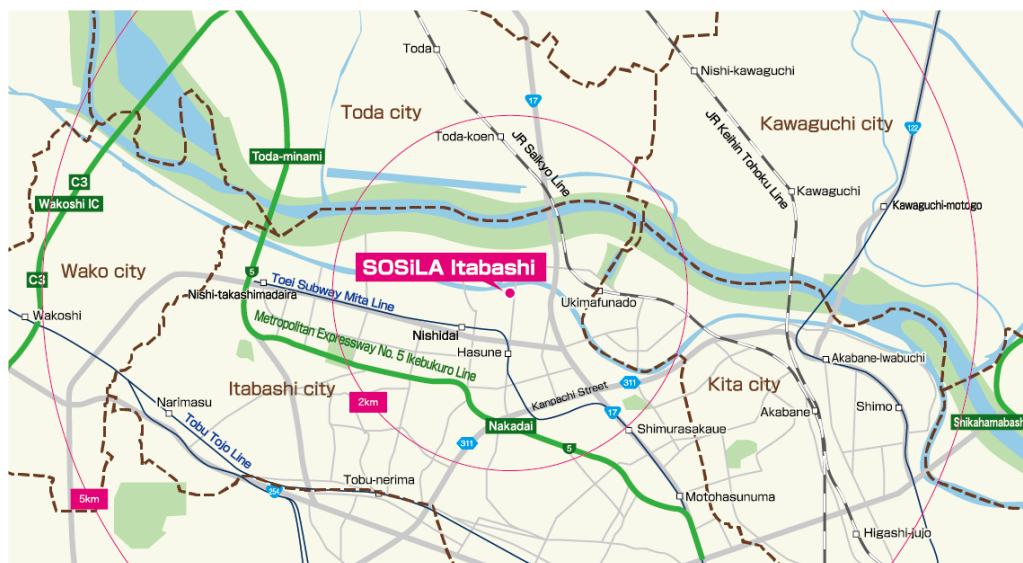 Toda
Nishi-kawaguchi
17
Toda city
Kawaguchi city
122
Toda-koen
JR Saikyo Line
JR Keihin Tohoku Line
Toda-minami
C3
Wakoshi IC
Kawaguchi
Kawaguchi-motogo
Wako city
C3
5
SOSiLA Itabashi
Toei Subway Mita Line
Nishi-takashimadaira
Ukimafunado
Wakoshi
Metropolitan Expressway No. 5 Ikebukuro Line
Nishidai
Hasune
Akabane-Iwabuchi
Itabashi city
Kita city
311
Kanpachi Street
2km
Narimasu
17
Akabane
Shimo
Nakadai
Shikahamabash
Tobu Tojo Line
311
5
Shimurasakaue
Tobu-nerima
254
5km
Motohasunuma
Higashi-jujo